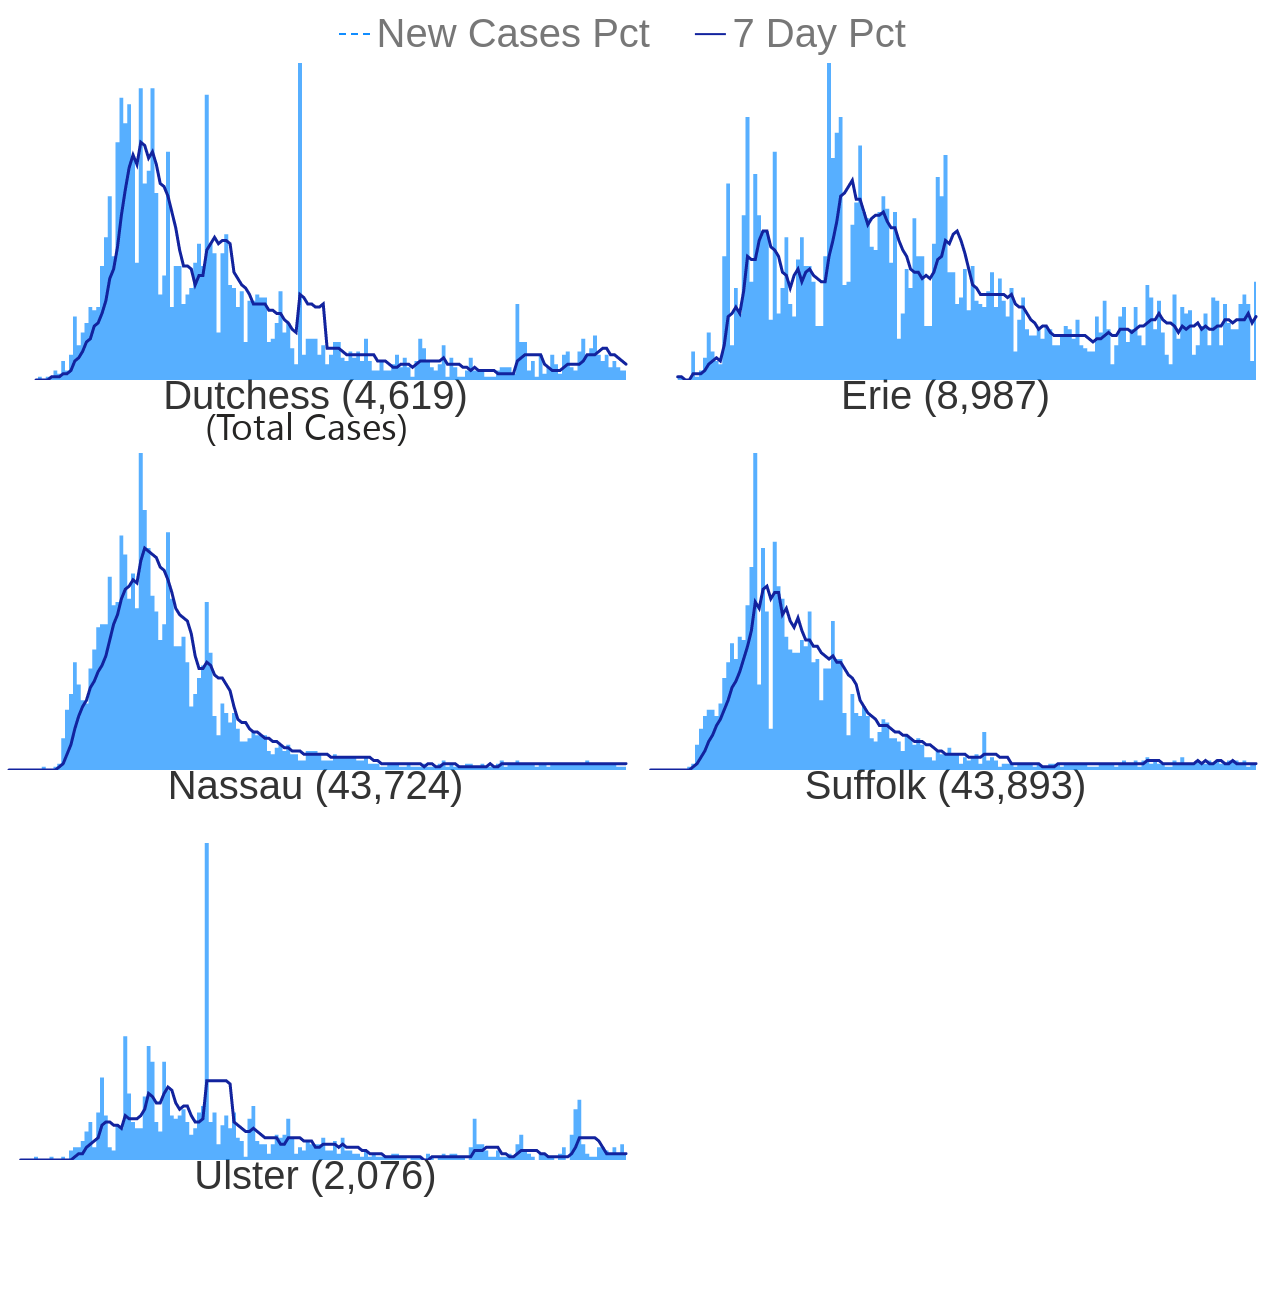 New Cases Pct 7 Day Pct
Dutchess (4,619)
(Total Cases)
Erie (8,987)
Nassau (43,724)
Suffolk (43,893)
Ulster (2,076)